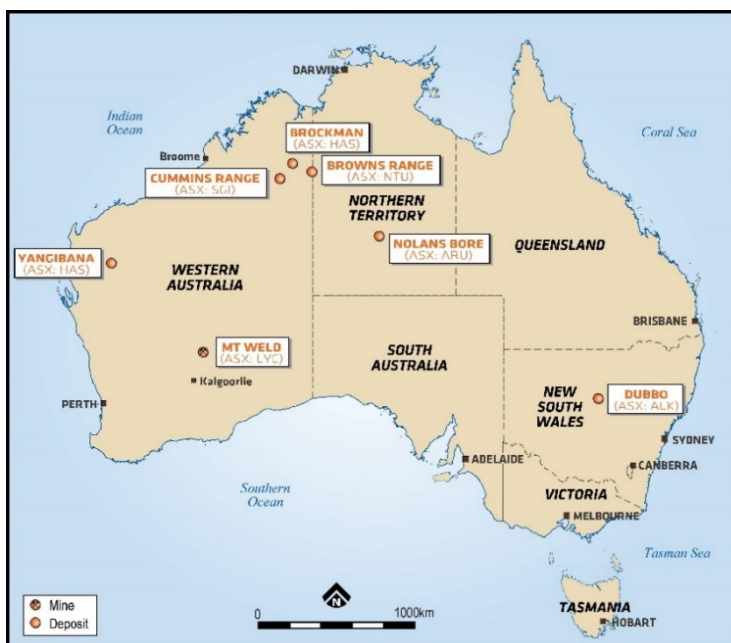 DARWIN
Indian
Ocean
Coral Sea
BROCKMAN
(ASX: HAS)
Broome
CUMMINS RANGE
(ASX: SGI)
BROWNS RANGE
(ASX: NTU)
NORTHERN
TERRITORY
NOLANS BORE
(ASX: ARU)
QUEENSLAND
YANGIBANA
(ASX: HAS)
WESTERN
AUSTRALIA
BRISBANE
MT WELD
(ASX: LYC)
Kalgoorlie
PERTH
SOUTH
AUSTRALIA
NEW
SOUTH
WALES
DUBBO
(ASX: ALK)
SYDNEY
ADELAIDE
CANBERRA
Southern
Ocean
VICTORIA
MELBOURNE
Tasman Sea
Mine
Deposit
N
0
1000km
TASMANIA
HOBART